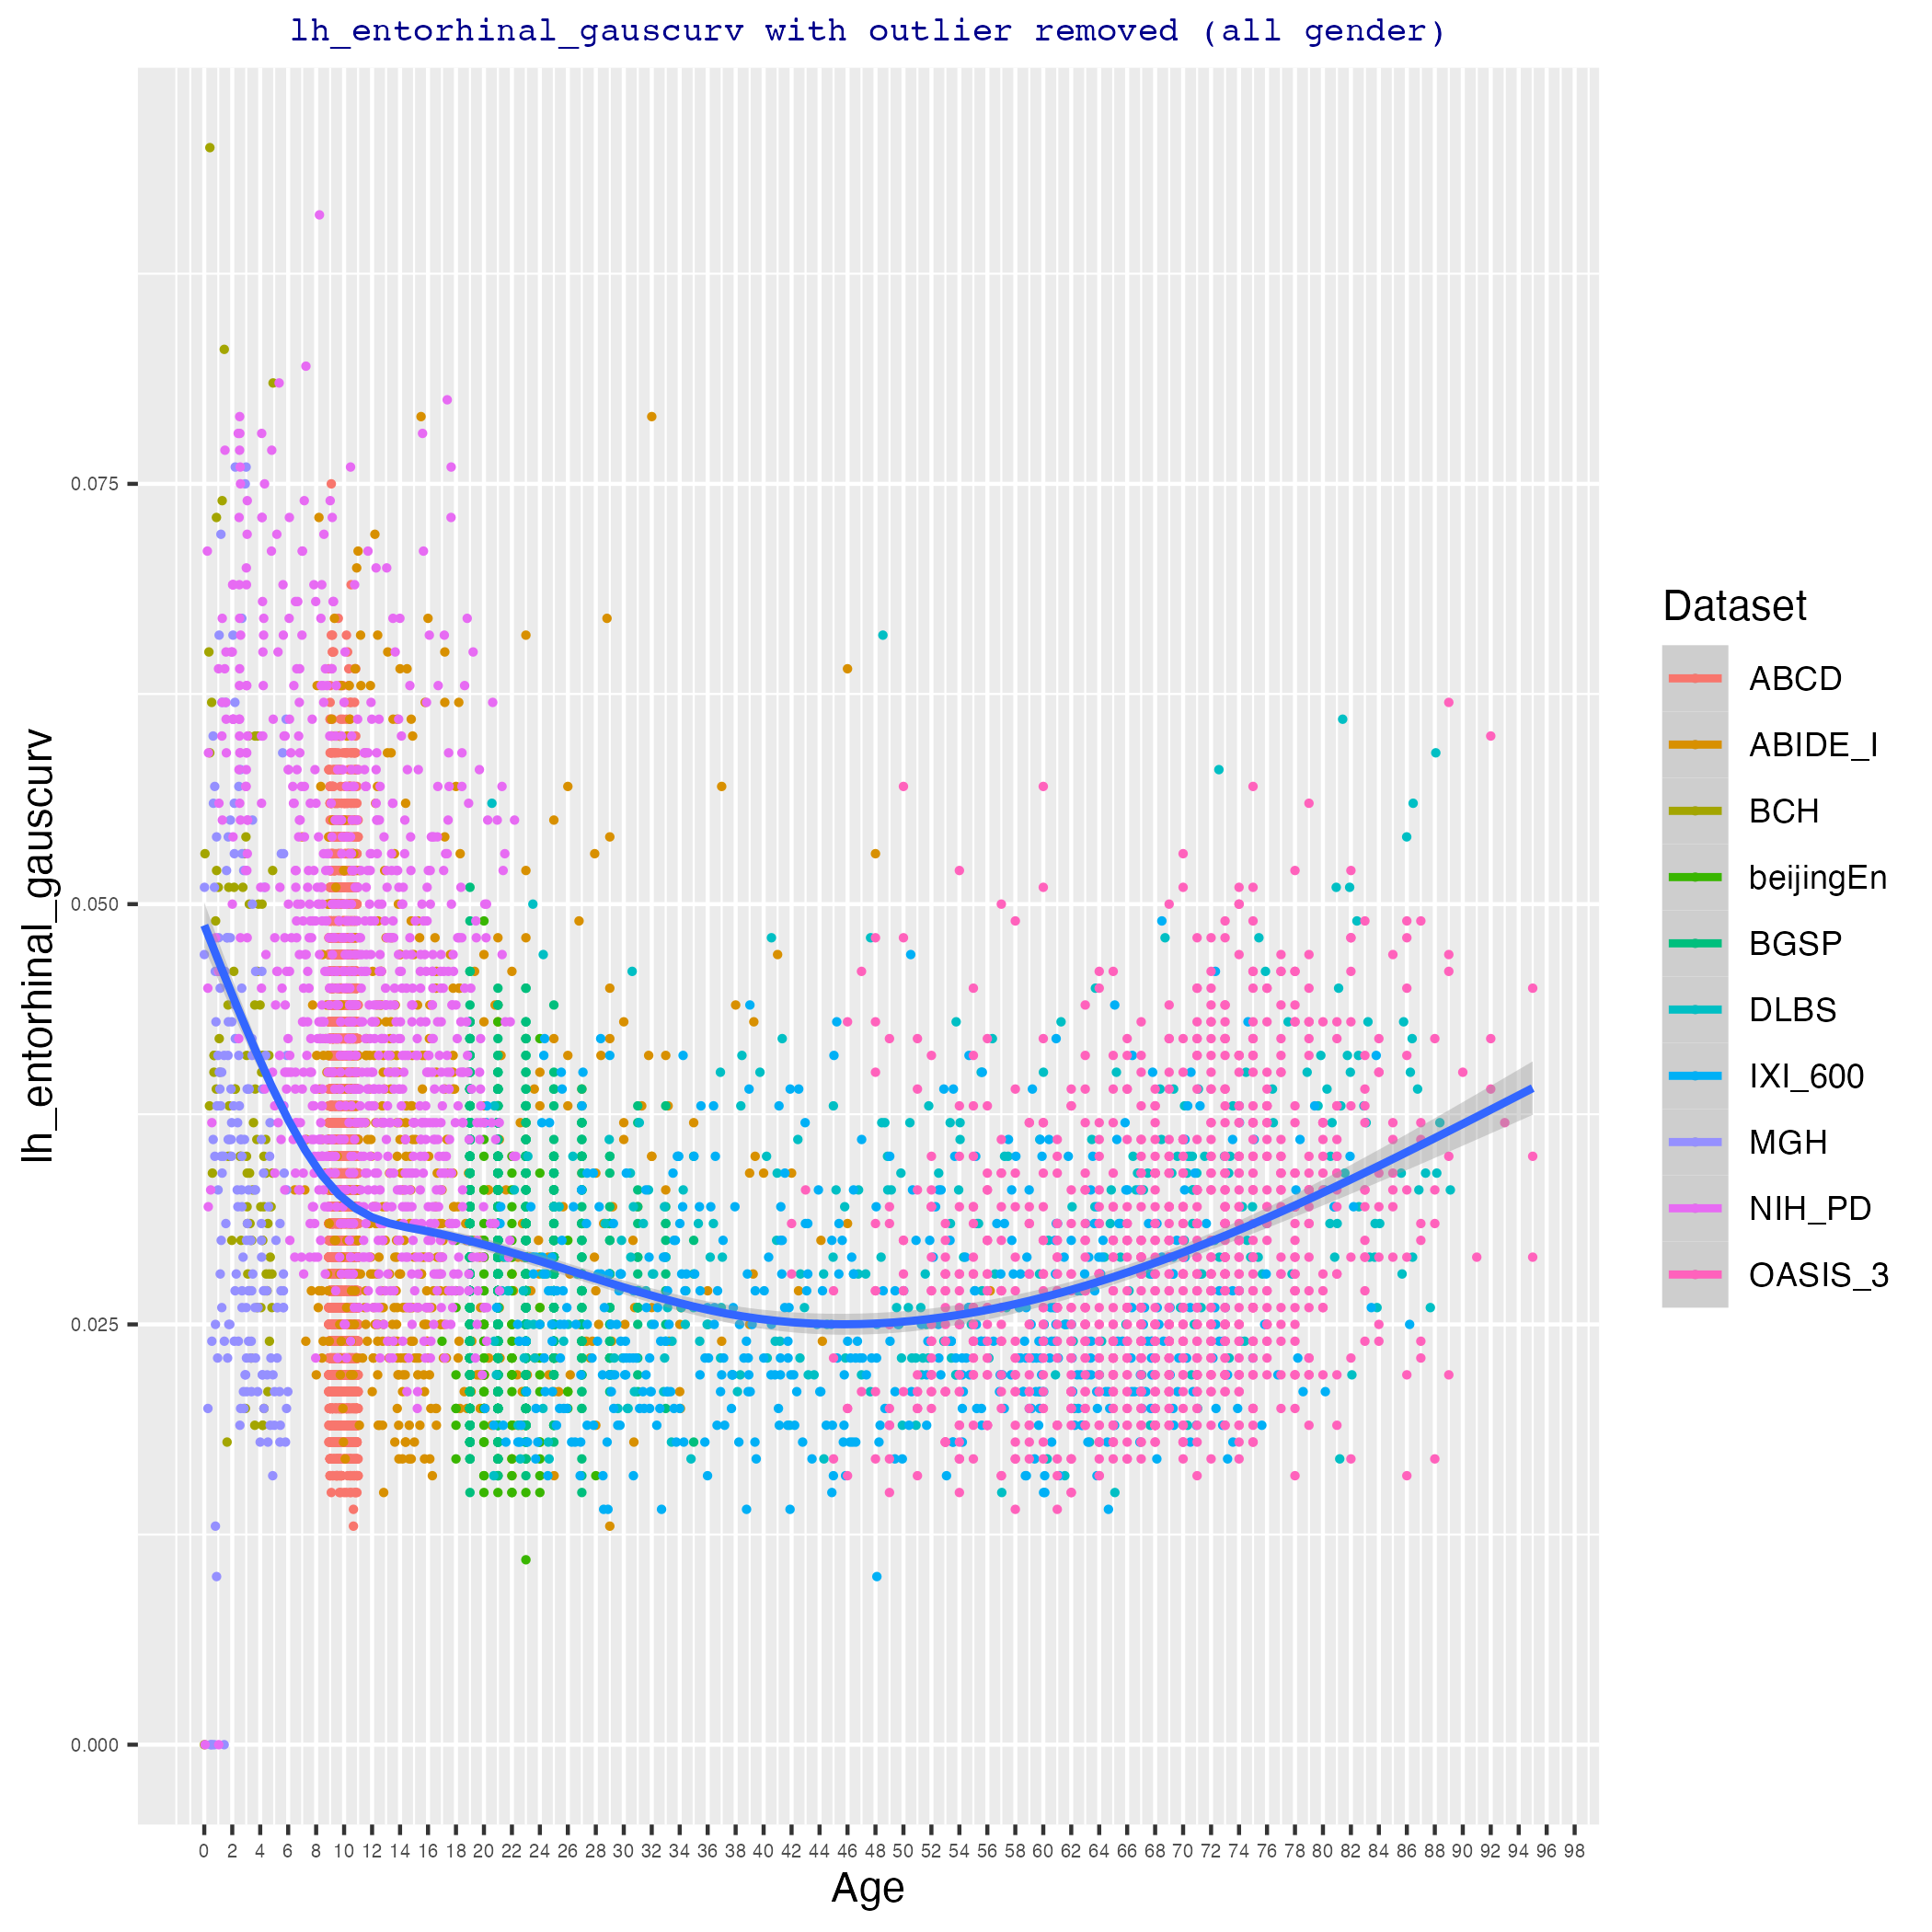 lh_entorhinal_gauscurv with outlier removed (all gender)
lh_entorhinal_gauscurv
0.075
0.050
0.025
0.000
0 2 4 6 8 10 12 14 16 18 20 22 24 26 28 30 32 34 36 38 40 42 44 46 48 50 52 54 56 58 60 62 64 66 68 70 72 74 76 78 80 82 84 86 88 90 92 94 96 98
Age
Dataset
ABCD
ABIDE_I
BCH
beijingEn
BGSP
DLBS
IXI_600
MGH
NIH_PD
OASIS_3